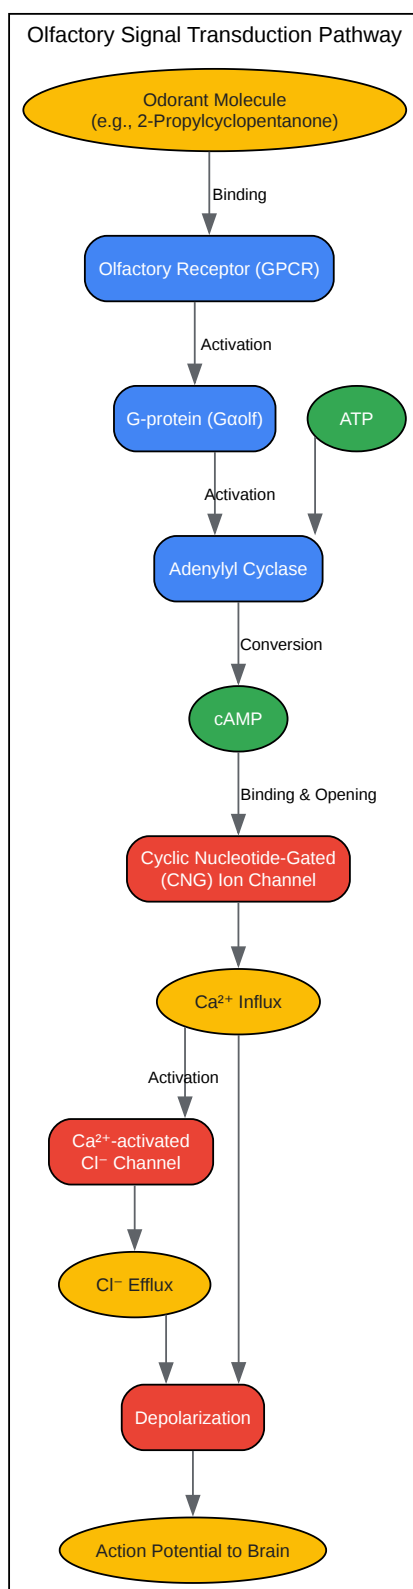 Olfactory Signal Transduction Pathway
Odorant Molecule
(e.g., 2-Propylcyclopentanone)
Binding
Olfactory Receptor (GPCR)
Activation
G-protein (Gαolf)
ATP
Activation
Adenylyl Cyclase
Conversion
cAMP
Binding & Opening
Cyclic Nucleotide-Gated
(CNG) Ion Channel
Ca²⁺ Influx
Activation
Ca²⁺-activated
Cl⁻ Channel
Cl⁻ Efflux
Depolarization
Action Potential to Brain